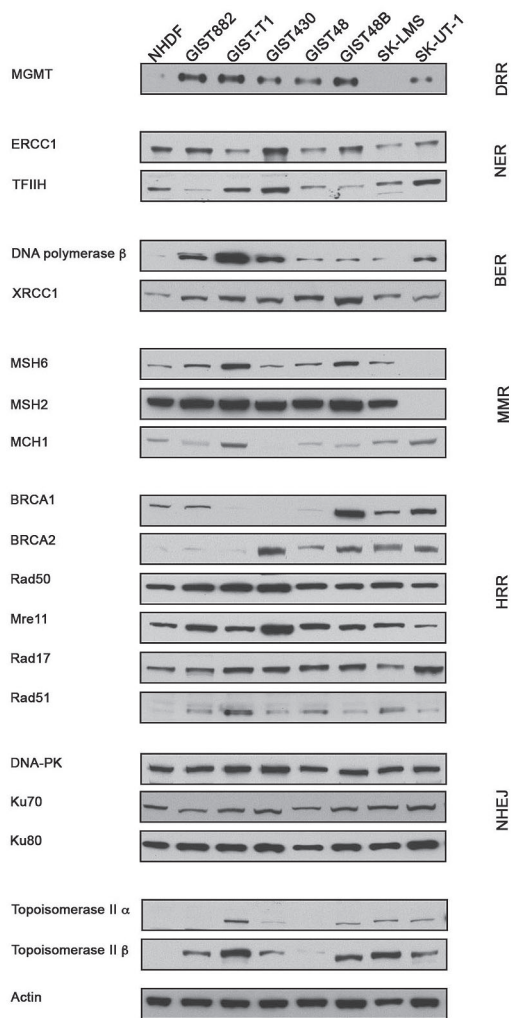 NHDF GIST882 GIST-T1 GIST430 GIST48 GIST48B SK-LMS SK-UT-1
MGMT
DRR
ERCC1
TFIIH
NER
DNA polymerase β
XRCC1
BER
MSH6
MSH2
MCH1
MMR
BRCA1
BRCA2
Rad50
Mre11
Rad17
Rad51
HRR
DNA-PK
Ku70
Ku80
NHEJ
Topoisomerase II α
Topoisomerase II β
Actin